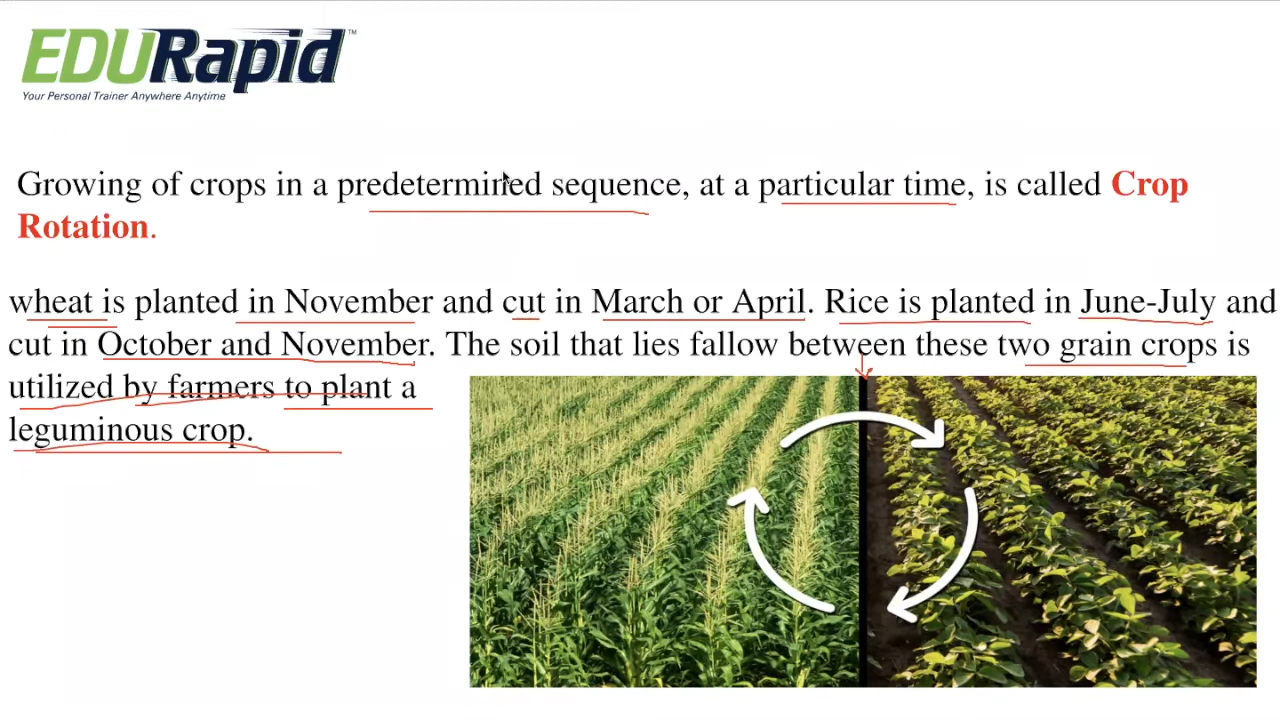 EDURapid™
Your Personal Trainer Anywhere Anytime
Growing of crops in a predetermined sequence, at a particular time, is called Crop
Rotation.
wheat is planted in November and cut in March or April. Rice is planted in June-July and
cut in October and November. The soil that lies fallow between these two grain crops is
utilized by farmers to plant a
leguminous crop.